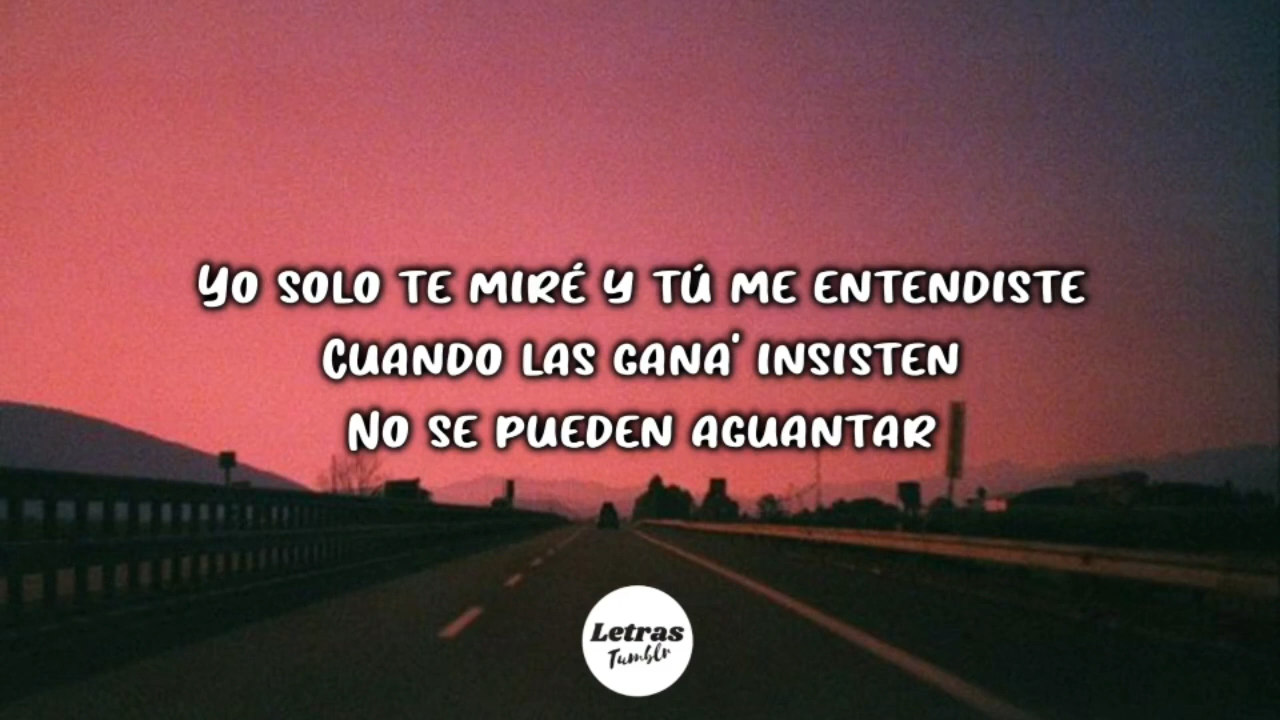 Yo solo te miré y tú me entendiste
Cuando las gana' insisten
No se pueden aguantar
Letras
Tumblr